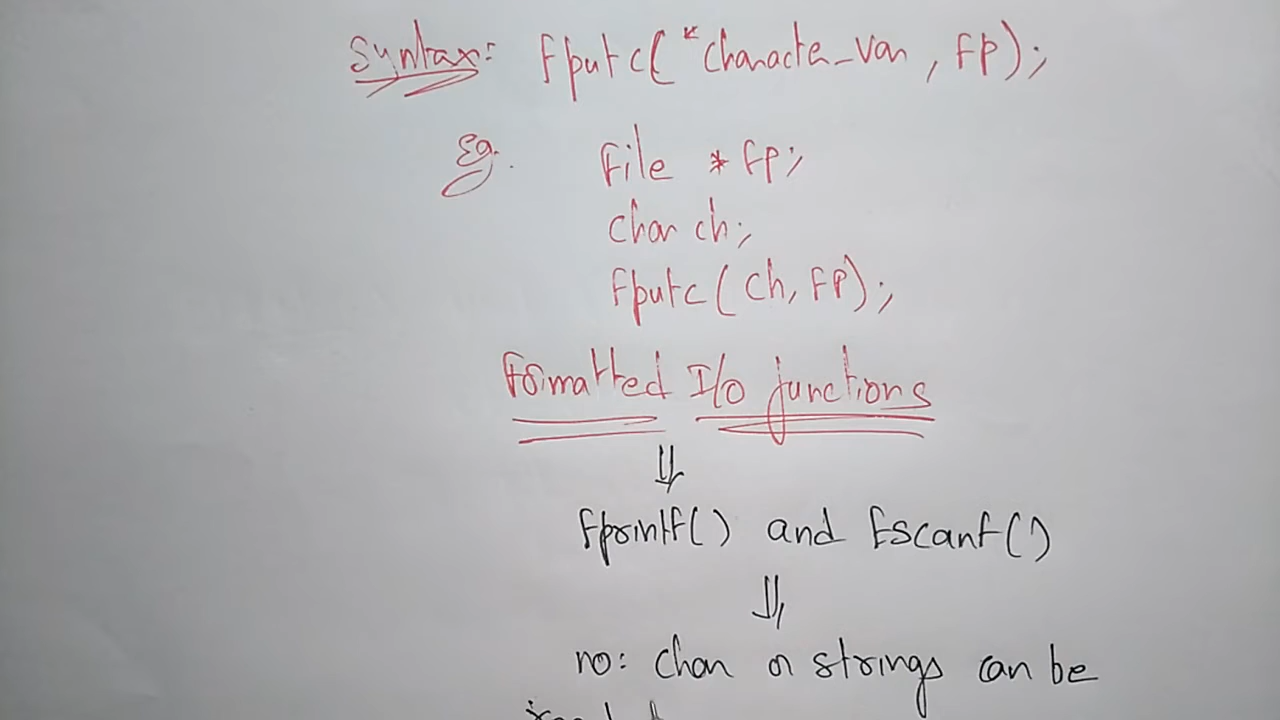 Syntax: fputc(*characte_var, fp);
Eg. File *fp;
char ch;
fputc(ch, fp);
Formatted I/o functions
fprintf() and fscanf()
no: char or strings can be